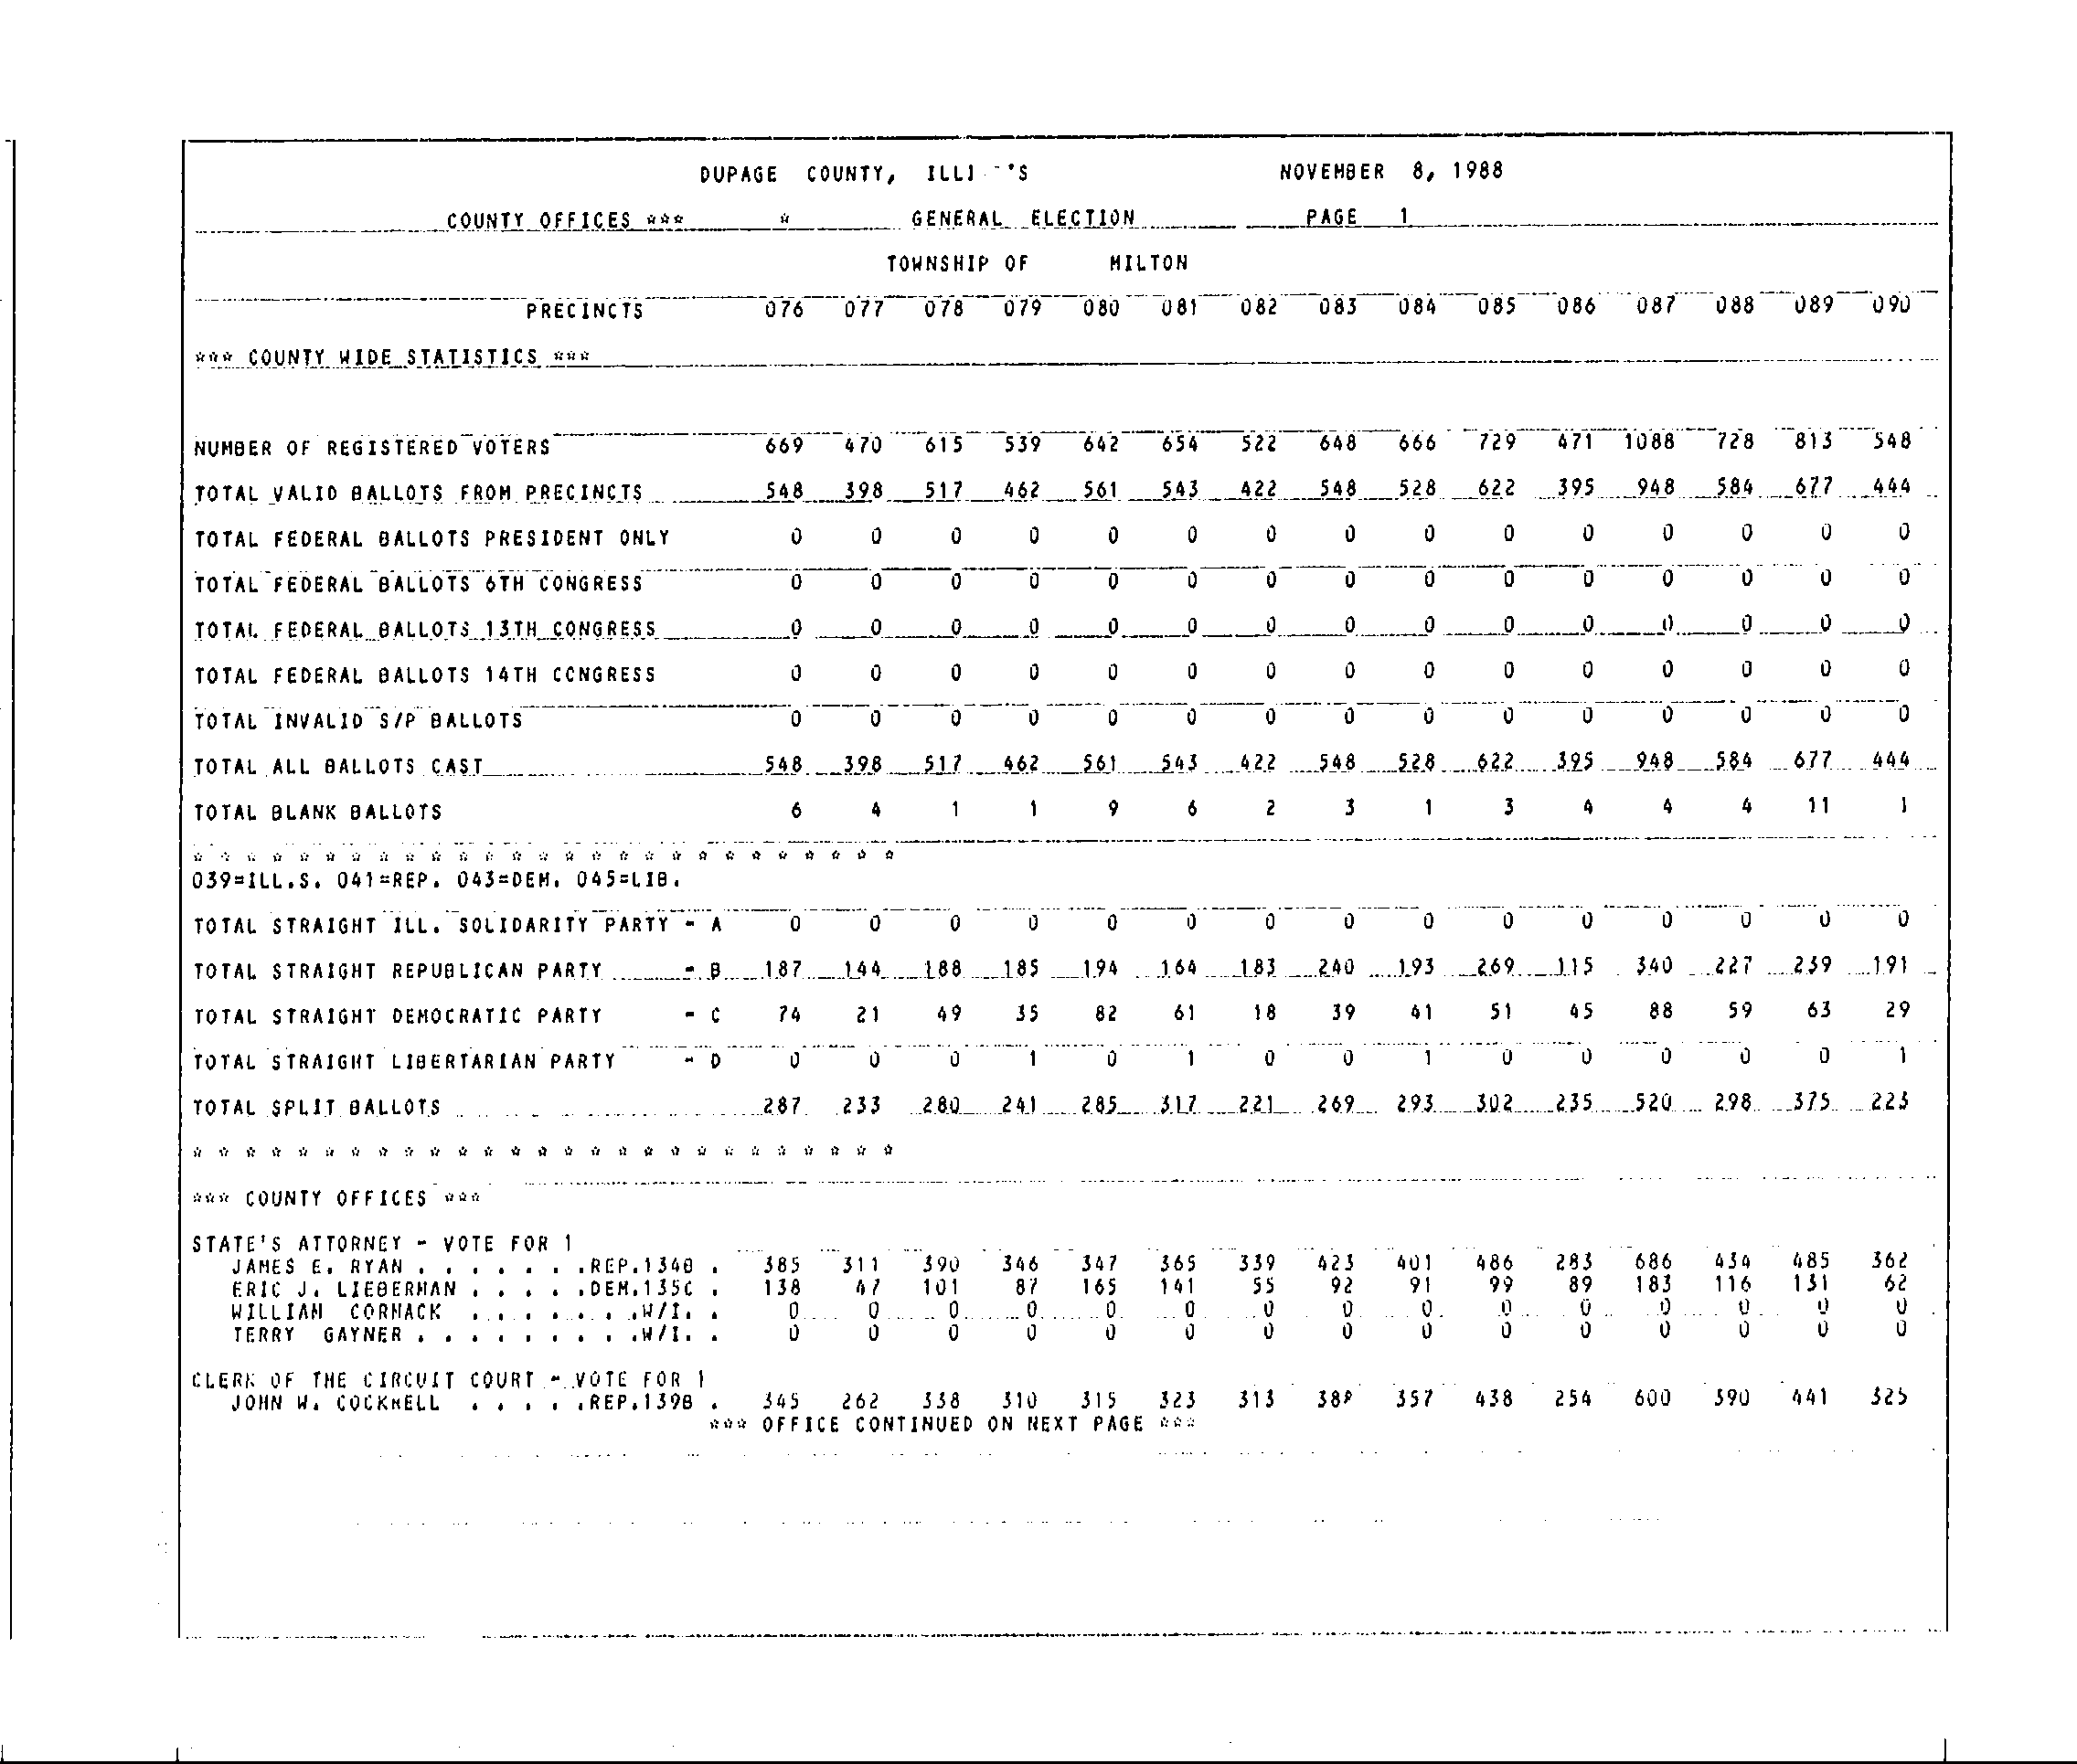 DUPAGE COUNTY, NOVEMBER 8, 1988
COUNTY OFFICES *** * GENERAL ELECTION PAGE 1
TOWNSHIP OF MILTON
PRECINCTS 076 077 078 079 080 081 082 083 084 085 086 087 088 089 090
*** COUNTY WIDE STATISTICS ***
NUMBER OF REGISTERED VOTERS 669 470 615 539 642 654 522 648 666 729 471 1088 728 813 548
TOTAL VALID BALLOTS FROM PRECINCTS 548 398 517 462 561 543 422 548 528 622 395 948 584 677 444
TOTAL FEDERAL BALLOTS PRESIDENT ONLY 0 0 0 0 0 0 0 0 0 0 0 0 0 0 0
TOTAL FEDERAL BALLOTS 6TH CONGRESS 0 0 0 0 0 0 0 0 0 0 0 0 0 0 0
TOTAL FEDERAL BALLOTS 13TH CONGRESS 0 0 0 0 0 0 0 0 0 0 0 0 0 0 0
TOTAL FEDERAL BALLOTS 14TH CCNGRESS 0 0 0 0 0 0 0 0 0 0 0 0 0 0 0
TOTAL INVALID S/P BALLOTS 0 0 0 0 0 0 0 0 0 0 0 0 0 0 0
TOTAL ALL BALLOTS CAST 548 398 517 462 561 543 422 548 528 622 395 948 584 677 444
TOTAL BLANK BALLOTS 6 4 1 1 9 6 2 3 1 3 4 4 4 11 1
* * * * * * * * * * * * * * * * * * * * * * * * * * *
039=ILL.S. 041=REP. 043=DEM. 045=LIB.
TOTAL STRAIGHT ILL. SOLIDARITY PARTY - A 0 0 0 0 0 0 0 0 0 0 0 0 0 0 0
TOTAL STRAIGHT REPUBLICAN PARTY - B 187 144 188 185 194 164 183 240 193 269 115 340 227 239 191
TOTAL STRAIGHT DEMOCRATIC PARTY - C 74 21 49 35 82 61 18 39 41 51 45 88 59 63 29
TOTAL STRAIGHT LIBERTARIAN PARTY - D 0 0 0 1 0 1 0 0 1 0 0 0 0 0 1
TOTAL SPLIT BALLOTS 287 233 280 241 285 317 221 269 293 302 235 520 298 375 223
* * * * * * * * * * * * * * * * * * * * * * * * * * *
*** COUNTY OFFICES ***
STATE'S ATTORNEY - VOTE FOR 1
JAMES E. RYAN . . . . . . .REP.134B . 385 311 390 346 347 365 339 423 401 486 283 686 434 485 362
ERIC J. LIEBERMAN . . . . .DEM.135C . 138 47 101 87 165 141 55 92 91 99 89 183 116 131 62
WILLIAM CORMACK . . . . . . .W/I. . 0 0 0 0 0 0 0 0 0 0 0 0 0 0 0
TERRY GAYNER . . . . . . . . .W/I. . 0 0 0 0 0 0 0 0 0 0 0 0 0 0 0
CLERK OF THE CIRCUIT COURT - VOTE FOR 1
JOHN W. COCKNELL . . . . .REP.139B . 345 262 338 310 315 323 313 357 438 254 600 390 441 325
*** OFFICE CONTINUED ON NEXT PAGE ***